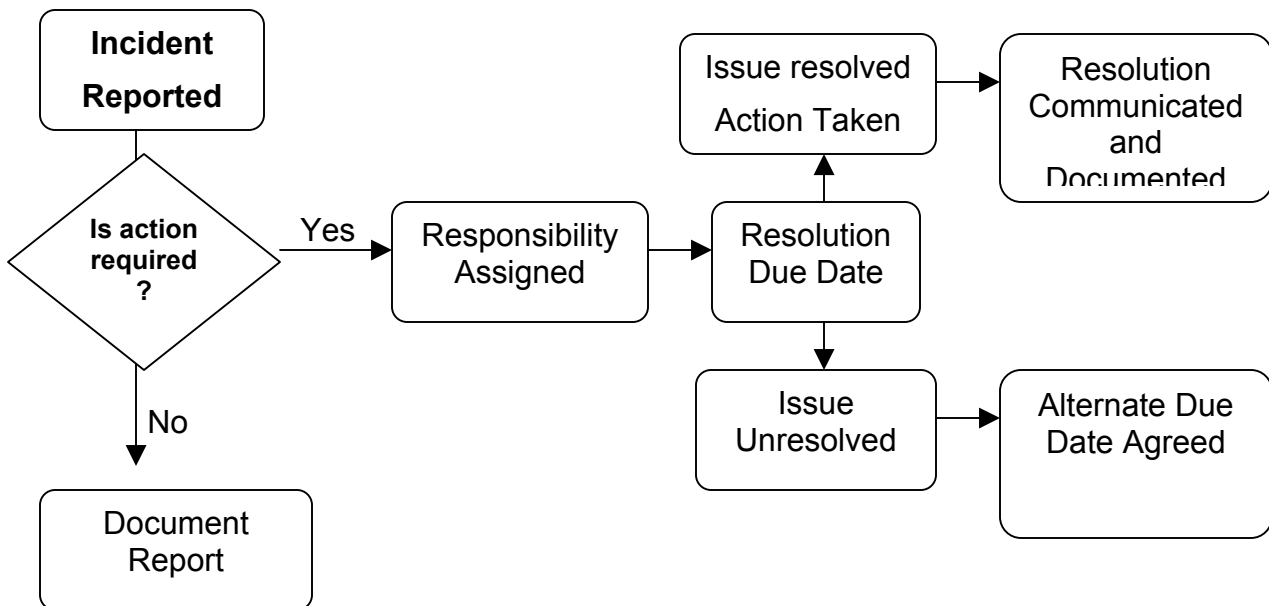 Incident
Reported
Is action
required
?
Yes
No
Document
Report
Responsibility
Assigned
Resolution
Due Date
Issue resolved
Action Taken
Resolution
Communicated
and
Documented
Issue
Unresolved
Alternate Due
Date Agreed